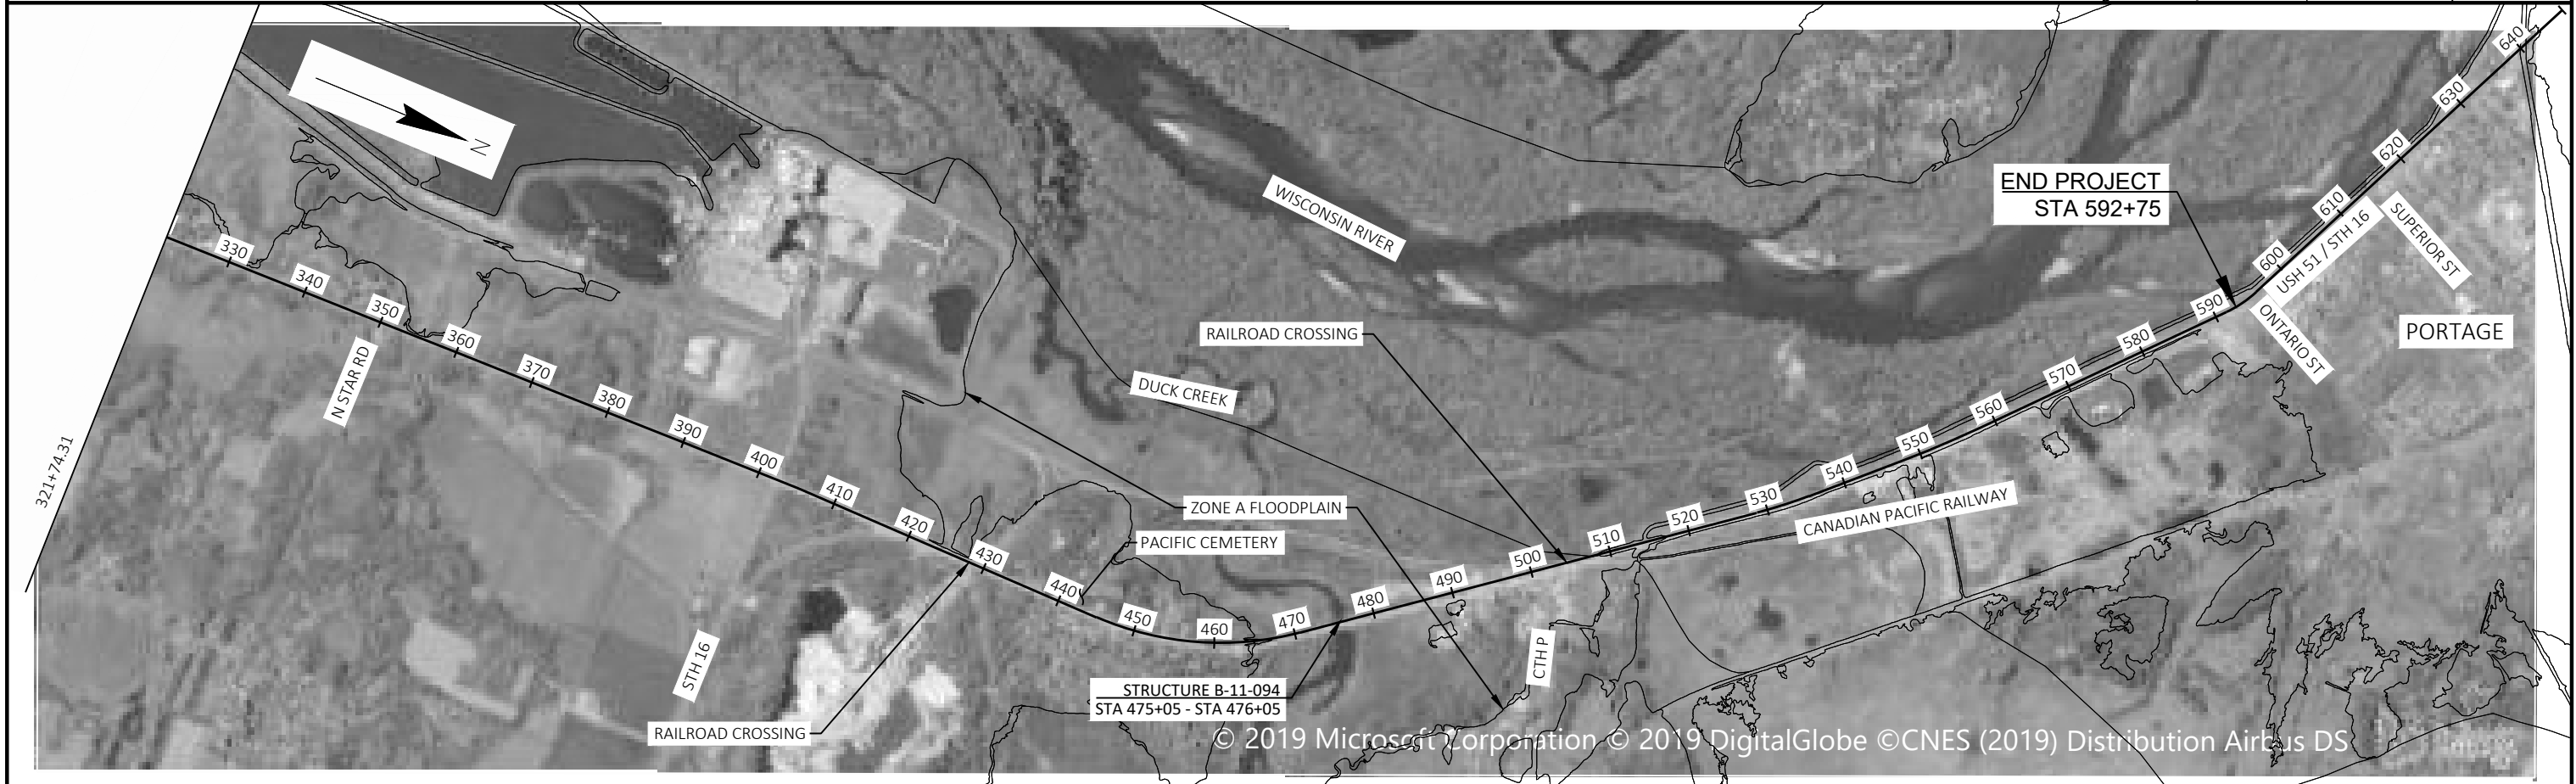 N
321+74.31
330
340
350
N STAR RD
360
370
380
390
400
STH 16
410
420
430
RAILROAD CROSSING
440
PACIFIC CEMETERY
450
460
470
STRUCTURE B-11-094
STA 475+05 - STA 476+05
480
490
ZONE A FLOODPLAIN
DUCK CREEK
WISCONSIN RIVER
RAILROAD CROSSING
500
CTH P
510
520
530
540
CANADIAN PACIFIC RAILWAY
550
560
570
580
590
END PROJECT
STA 592+75
ONTARIO ST
600
USH 51 / STH 16
610
SUPERIOR ST
PORTAGE
620
630
640
© 2019 Microsoft Corporation © 2019 DigitalGlobe ©CNES (2019) Distribution Airbus DS